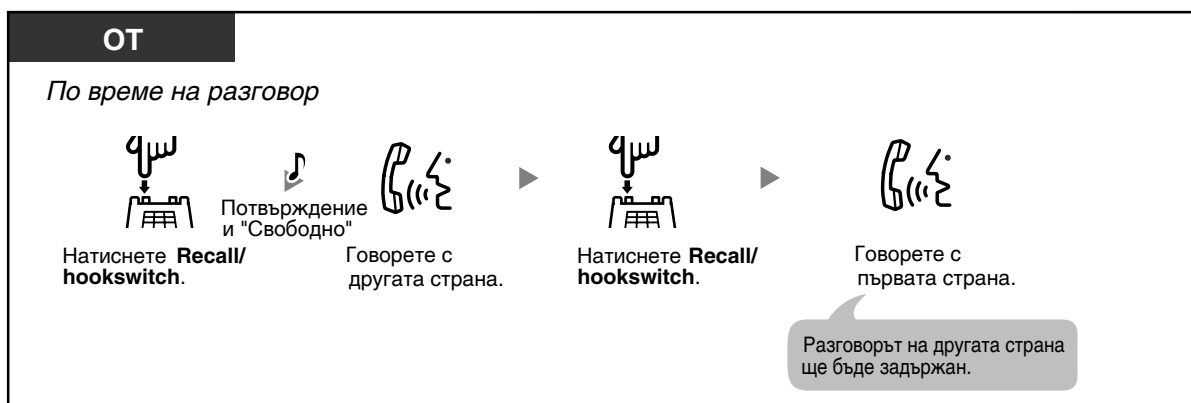 ОТ
По време на разговор
Потвърждение
и "Свободно"
Натиснете Recall/
hookswitch.
Говорете с
другата страна.
Натиснете Recall/
hookswitch.
Говорете с
първата страна.
Разговорът на другата страна
ще бъде задържан.